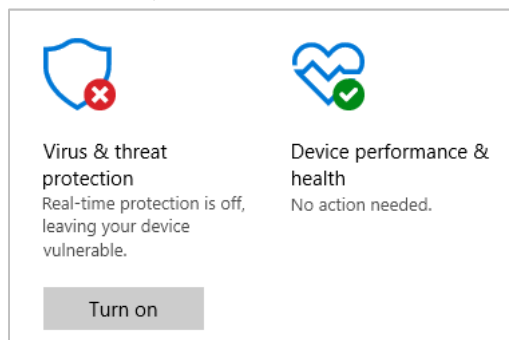 Virus & threat
protection
Real-time protection is off,
leaving your device
vulnerable.
Turn on
Device performance &
health
No action needed.